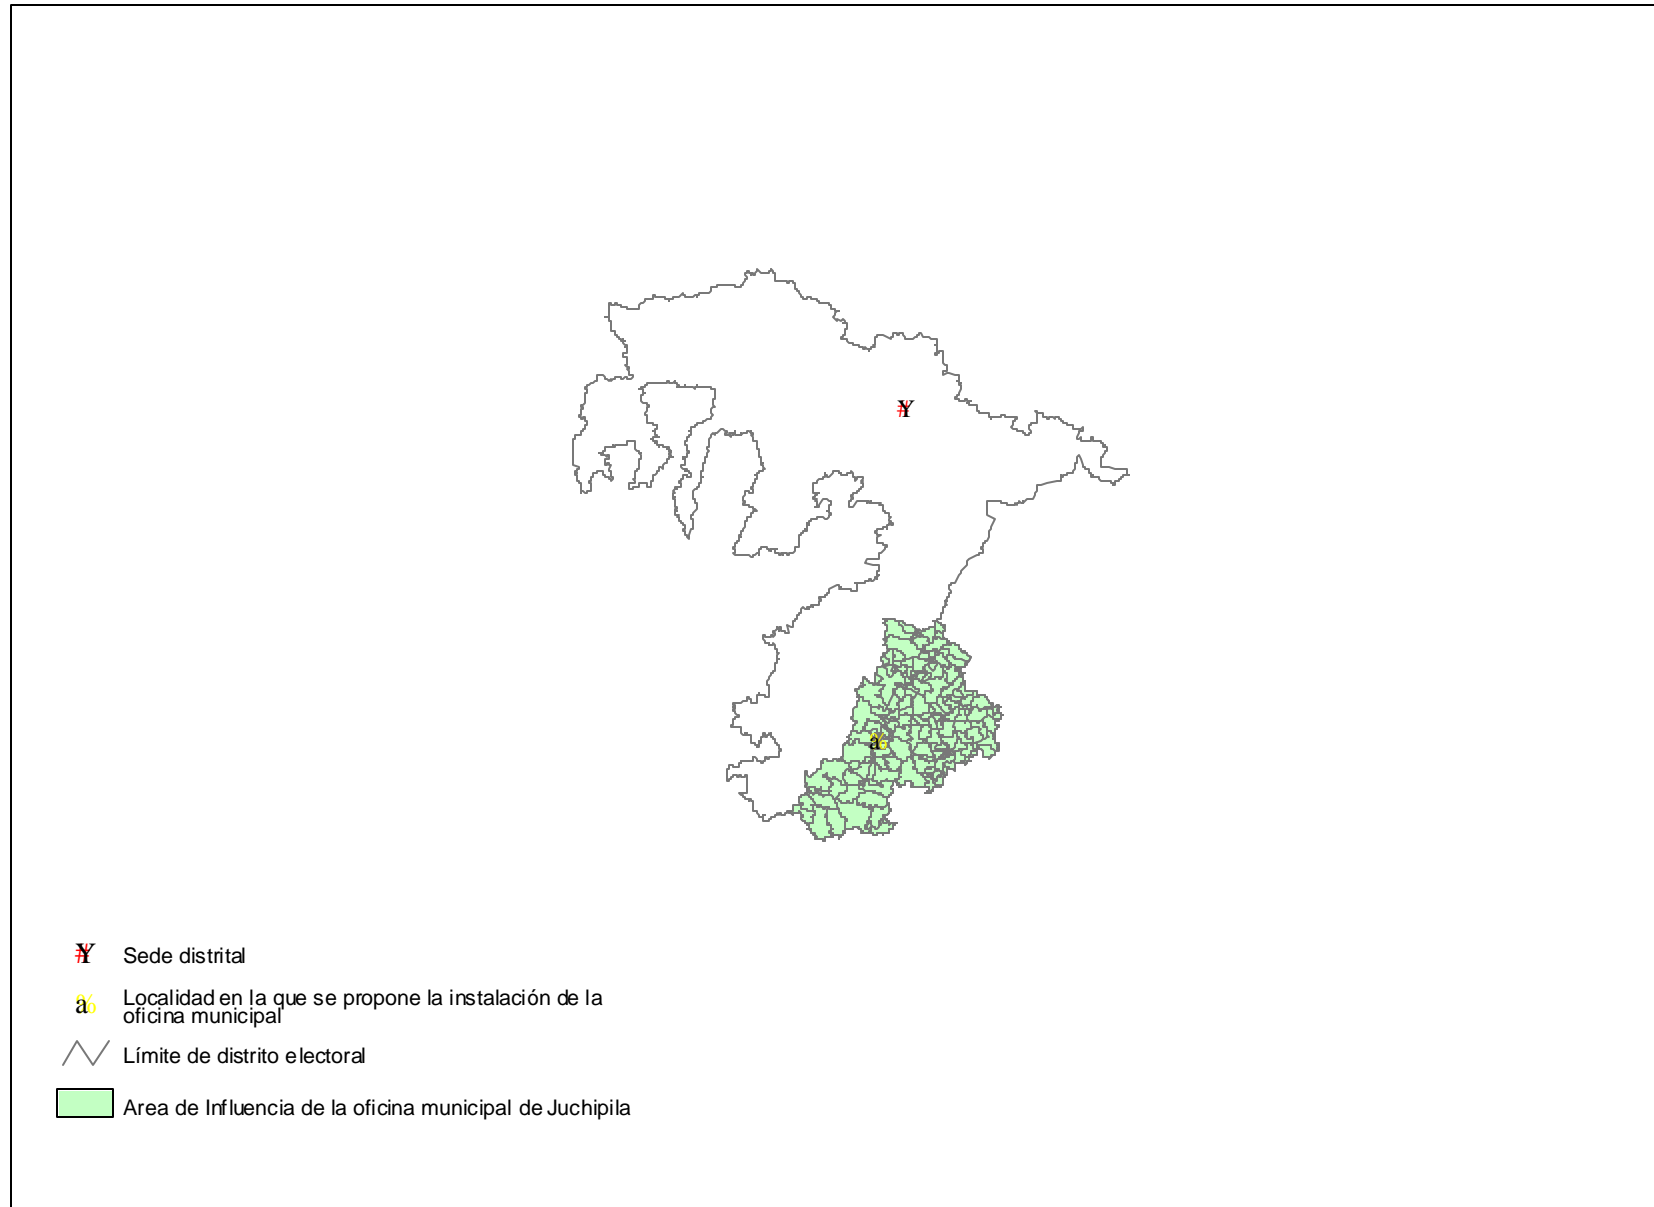 Sede distrital
Localidad en la que se propone la instalación de la
oficina municipal
Límite de distrito electoral
Area de Influencia de la oficina municipal de Juchipila